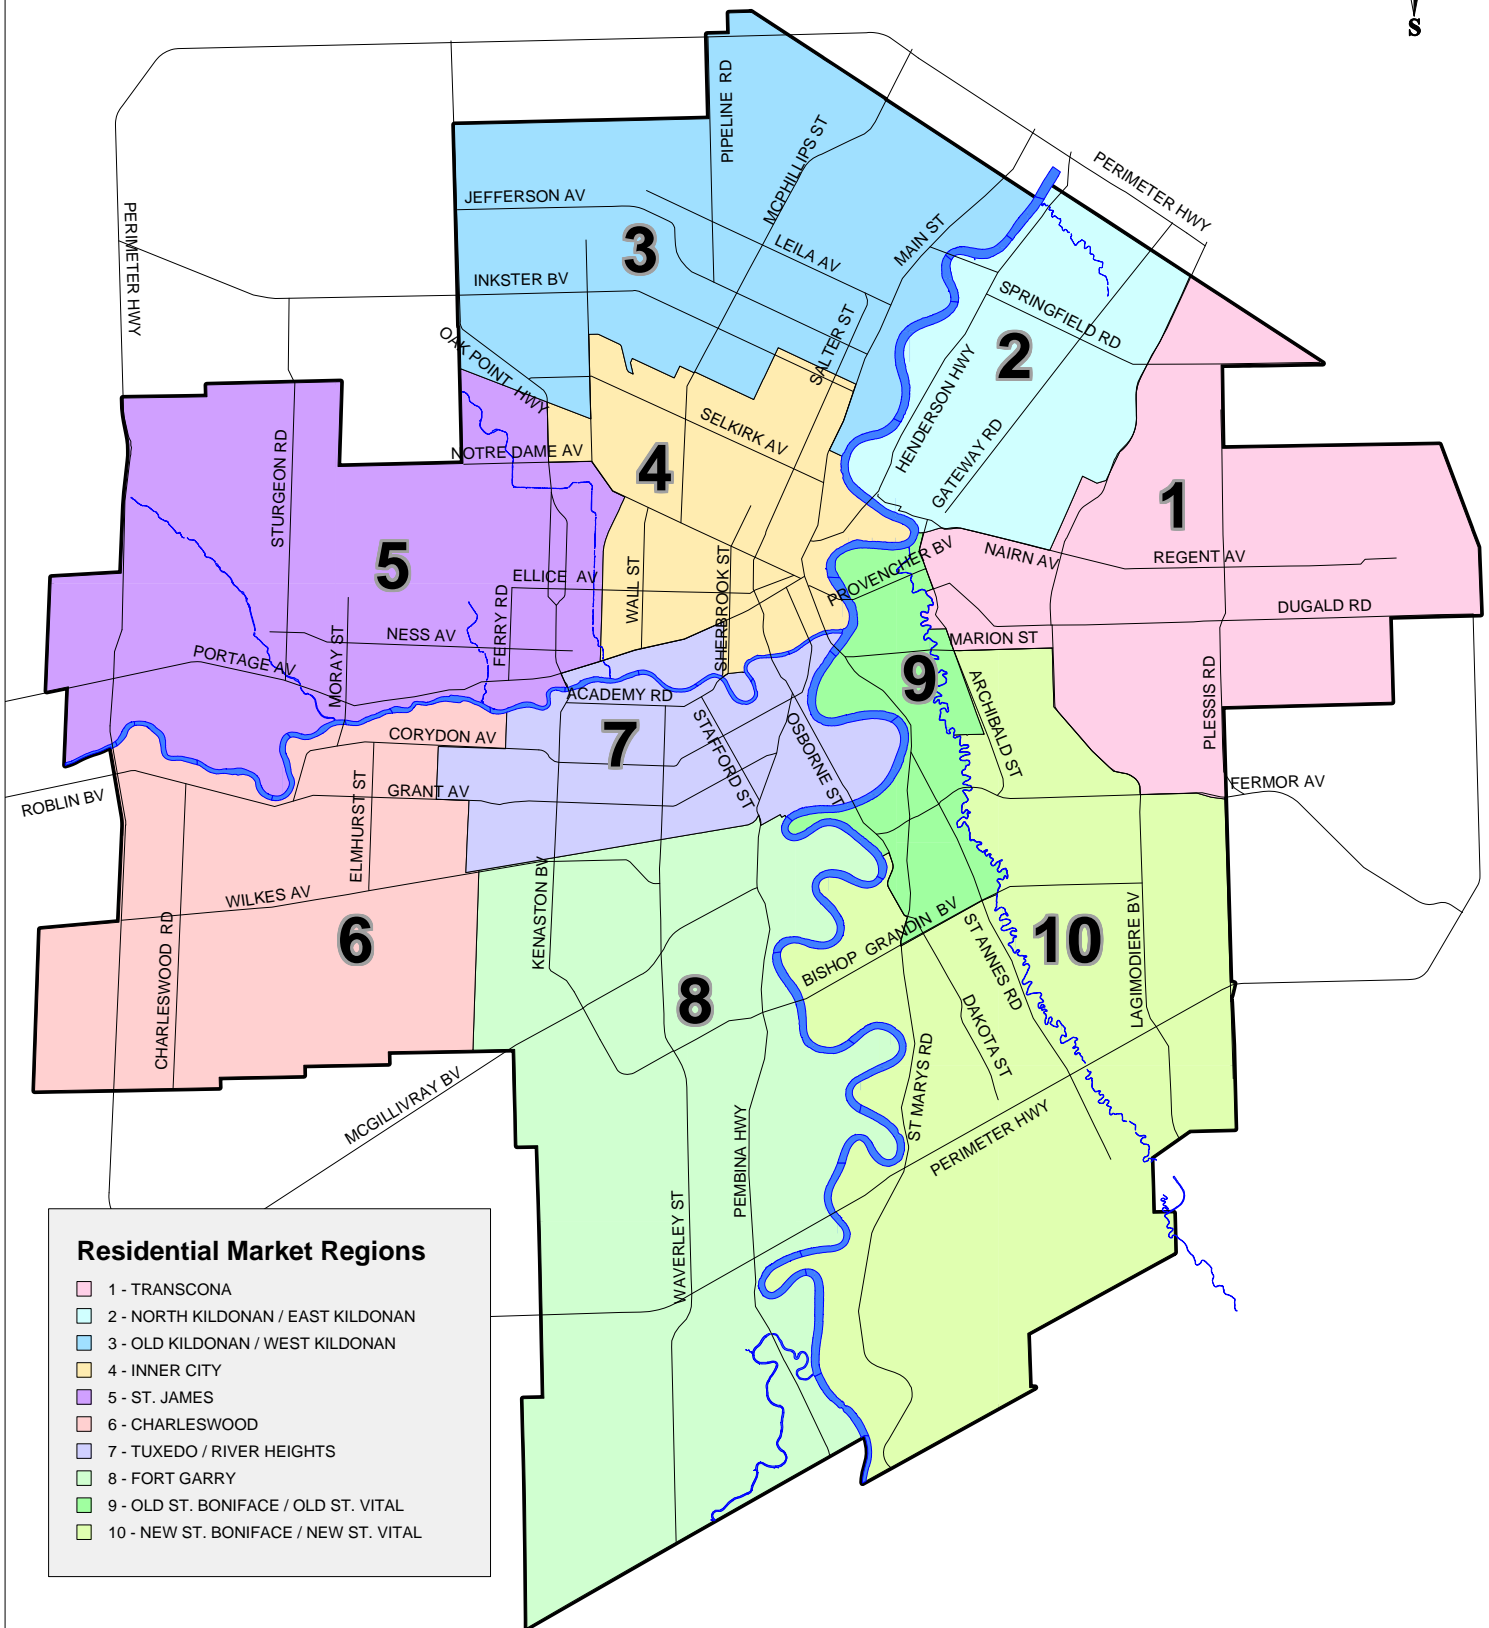 S
PIPELINE RD
MCPHILLIPS ST
PERIMETER HWY
PERIMETER HWY
JEFFERSON AV
LEILA AV
MAIN ST
3
INKSTER BV
SPRINGFIELD RD
SALTER ST
OAK POINT HWY
2
HENDERSON HWY
SELKIRK AV
GATEWAY RD
NOTRE DAME AV
4
STURGEON RD
1
5
NAIRN AV
REGENT AV
PROVENCHER BV
ELLICE AV
WALL ST
SHERBROOK ST
FERRY RD
DUGALD RD
NESS AV
MORAY ST
MARION ST
PORTAGE AV
9
ARCHIBALD ST
PLESSIS RD
ACADEMY RD
STAFFORD ST
OSBORNE ST
CORYDON AV
7
ROBLIN BV
GRANT AV
ELMHURST ST
FERMOR AV
WILKES AV
KENASTON BV
CHARLESWOOD RD
6
BISHOP GRANDIN BV
ST ANNES RD
10
LAGIMODIERE BV
8
DAKOTA ST
ST MARYS RD
MCGILLIVRAY BV
PEMBINA HWY
PERIMETER HWY
WAVERLEY ST
Residential Market Regions
1 - TRANSCONA
2 - NORTH KILDONAN / EAST KILDONAN
3 - OLD KILDONAN / WEST KILDONAN
4 - INNER CITY
5 - ST. JAMES
6 - CHARLESWOOD
7 - TUXEDO / RIVER HEIGHTS
8 - FORT GARRY
9 - OLD ST. BONIFACE / OLD ST. VITAL
10 - NEW ST. BONIFACE / NEW ST. VITAL